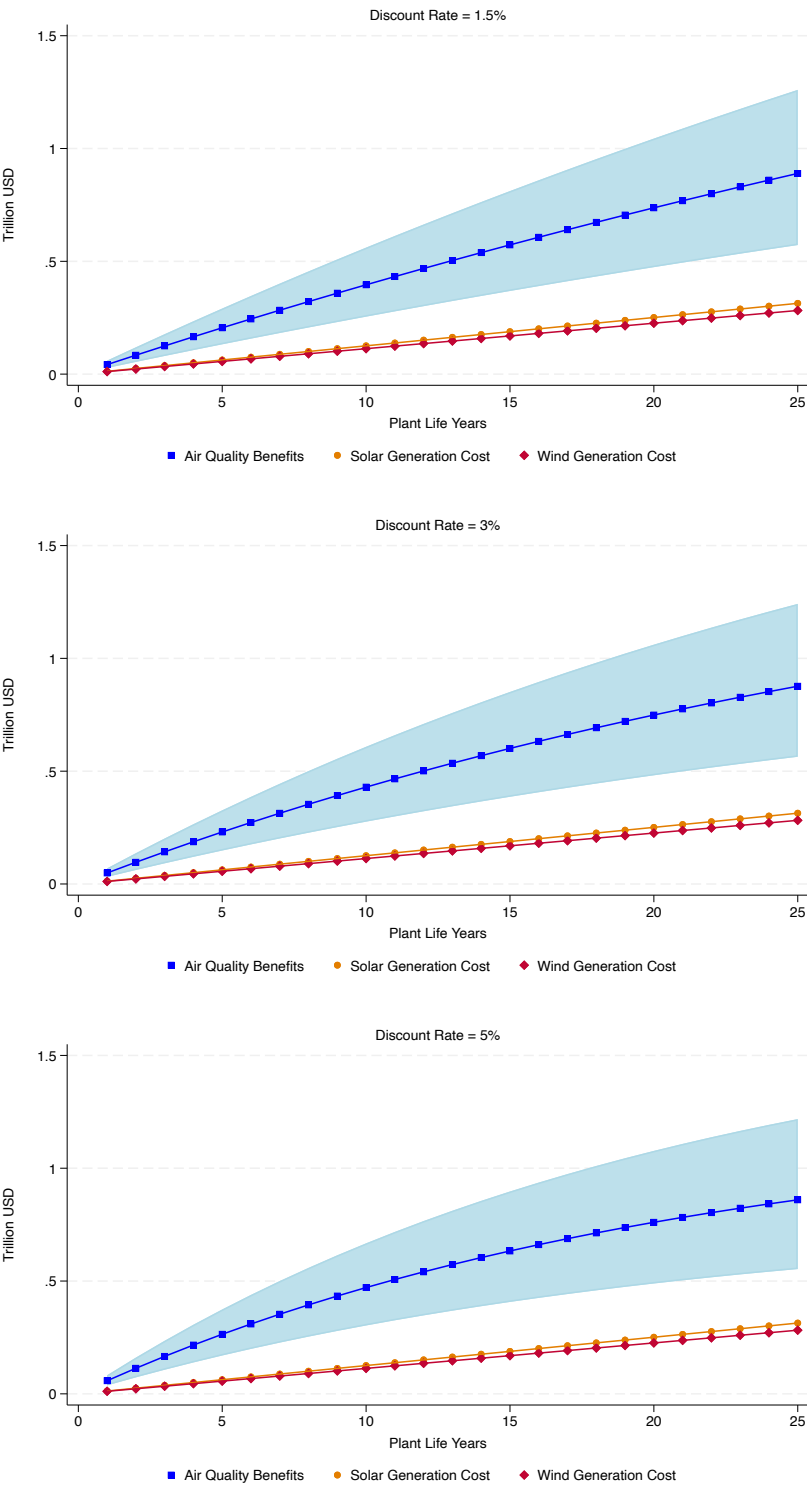 Discount Rate = 1.5%
1.5
1
.5
0
Trillion USD
0 5 10 15 20 25
Plant Life Years
Air Quality Benefits Solar Generation Cost Wind Generation Cost
Discount Rate = 3%
1.5
1
.5
0
Trillion USD
0 5 10 15 20 25
Plant Life Years
Air Quality Benefits Solar Generation Cost Wind Generation Cost
Discount Rate = 5%
1.5
1
.5
0
Trillion USD
0 5 10 15 20 25
Plant Life Years
Air Quality Benefits Solar Generation Cost Wind Generation Cost